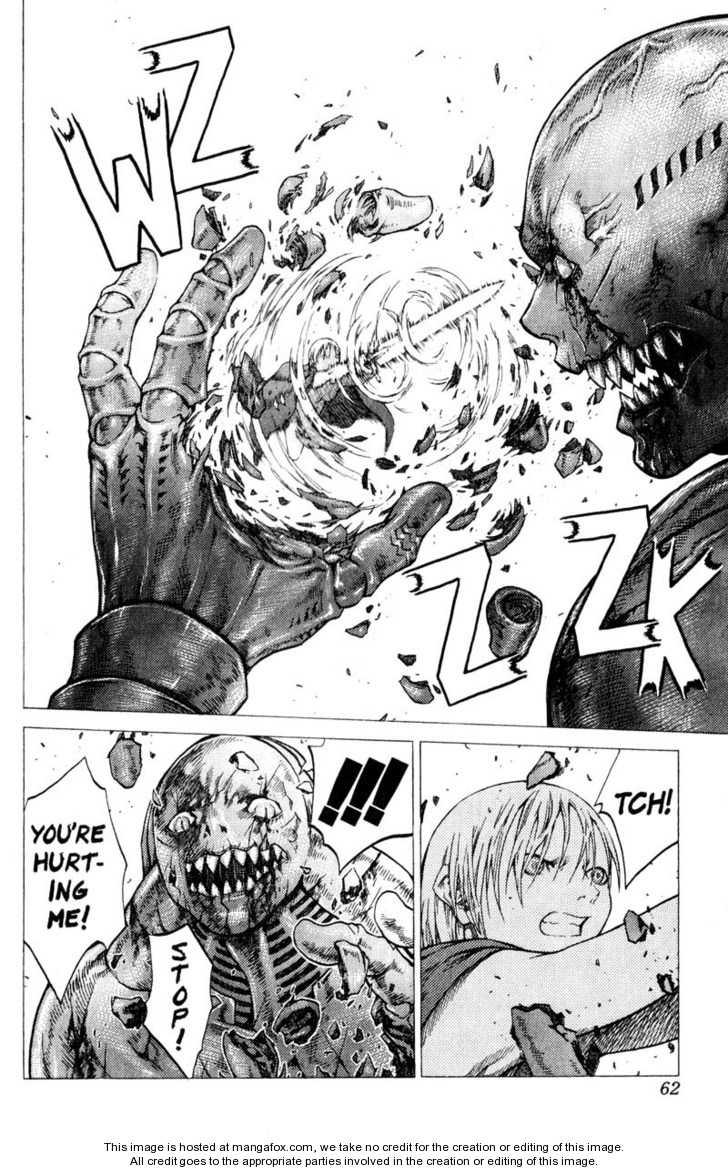 WZ
ZZK
YOU'RE
HURT-
ING
ME!
STOP!
!!!!
TCH!
62
This image is hosted at mangafox.com, we take no credit for the creation or editing of this image.
All credit goes to the appropriate parties involved in the creation or editing of this image.